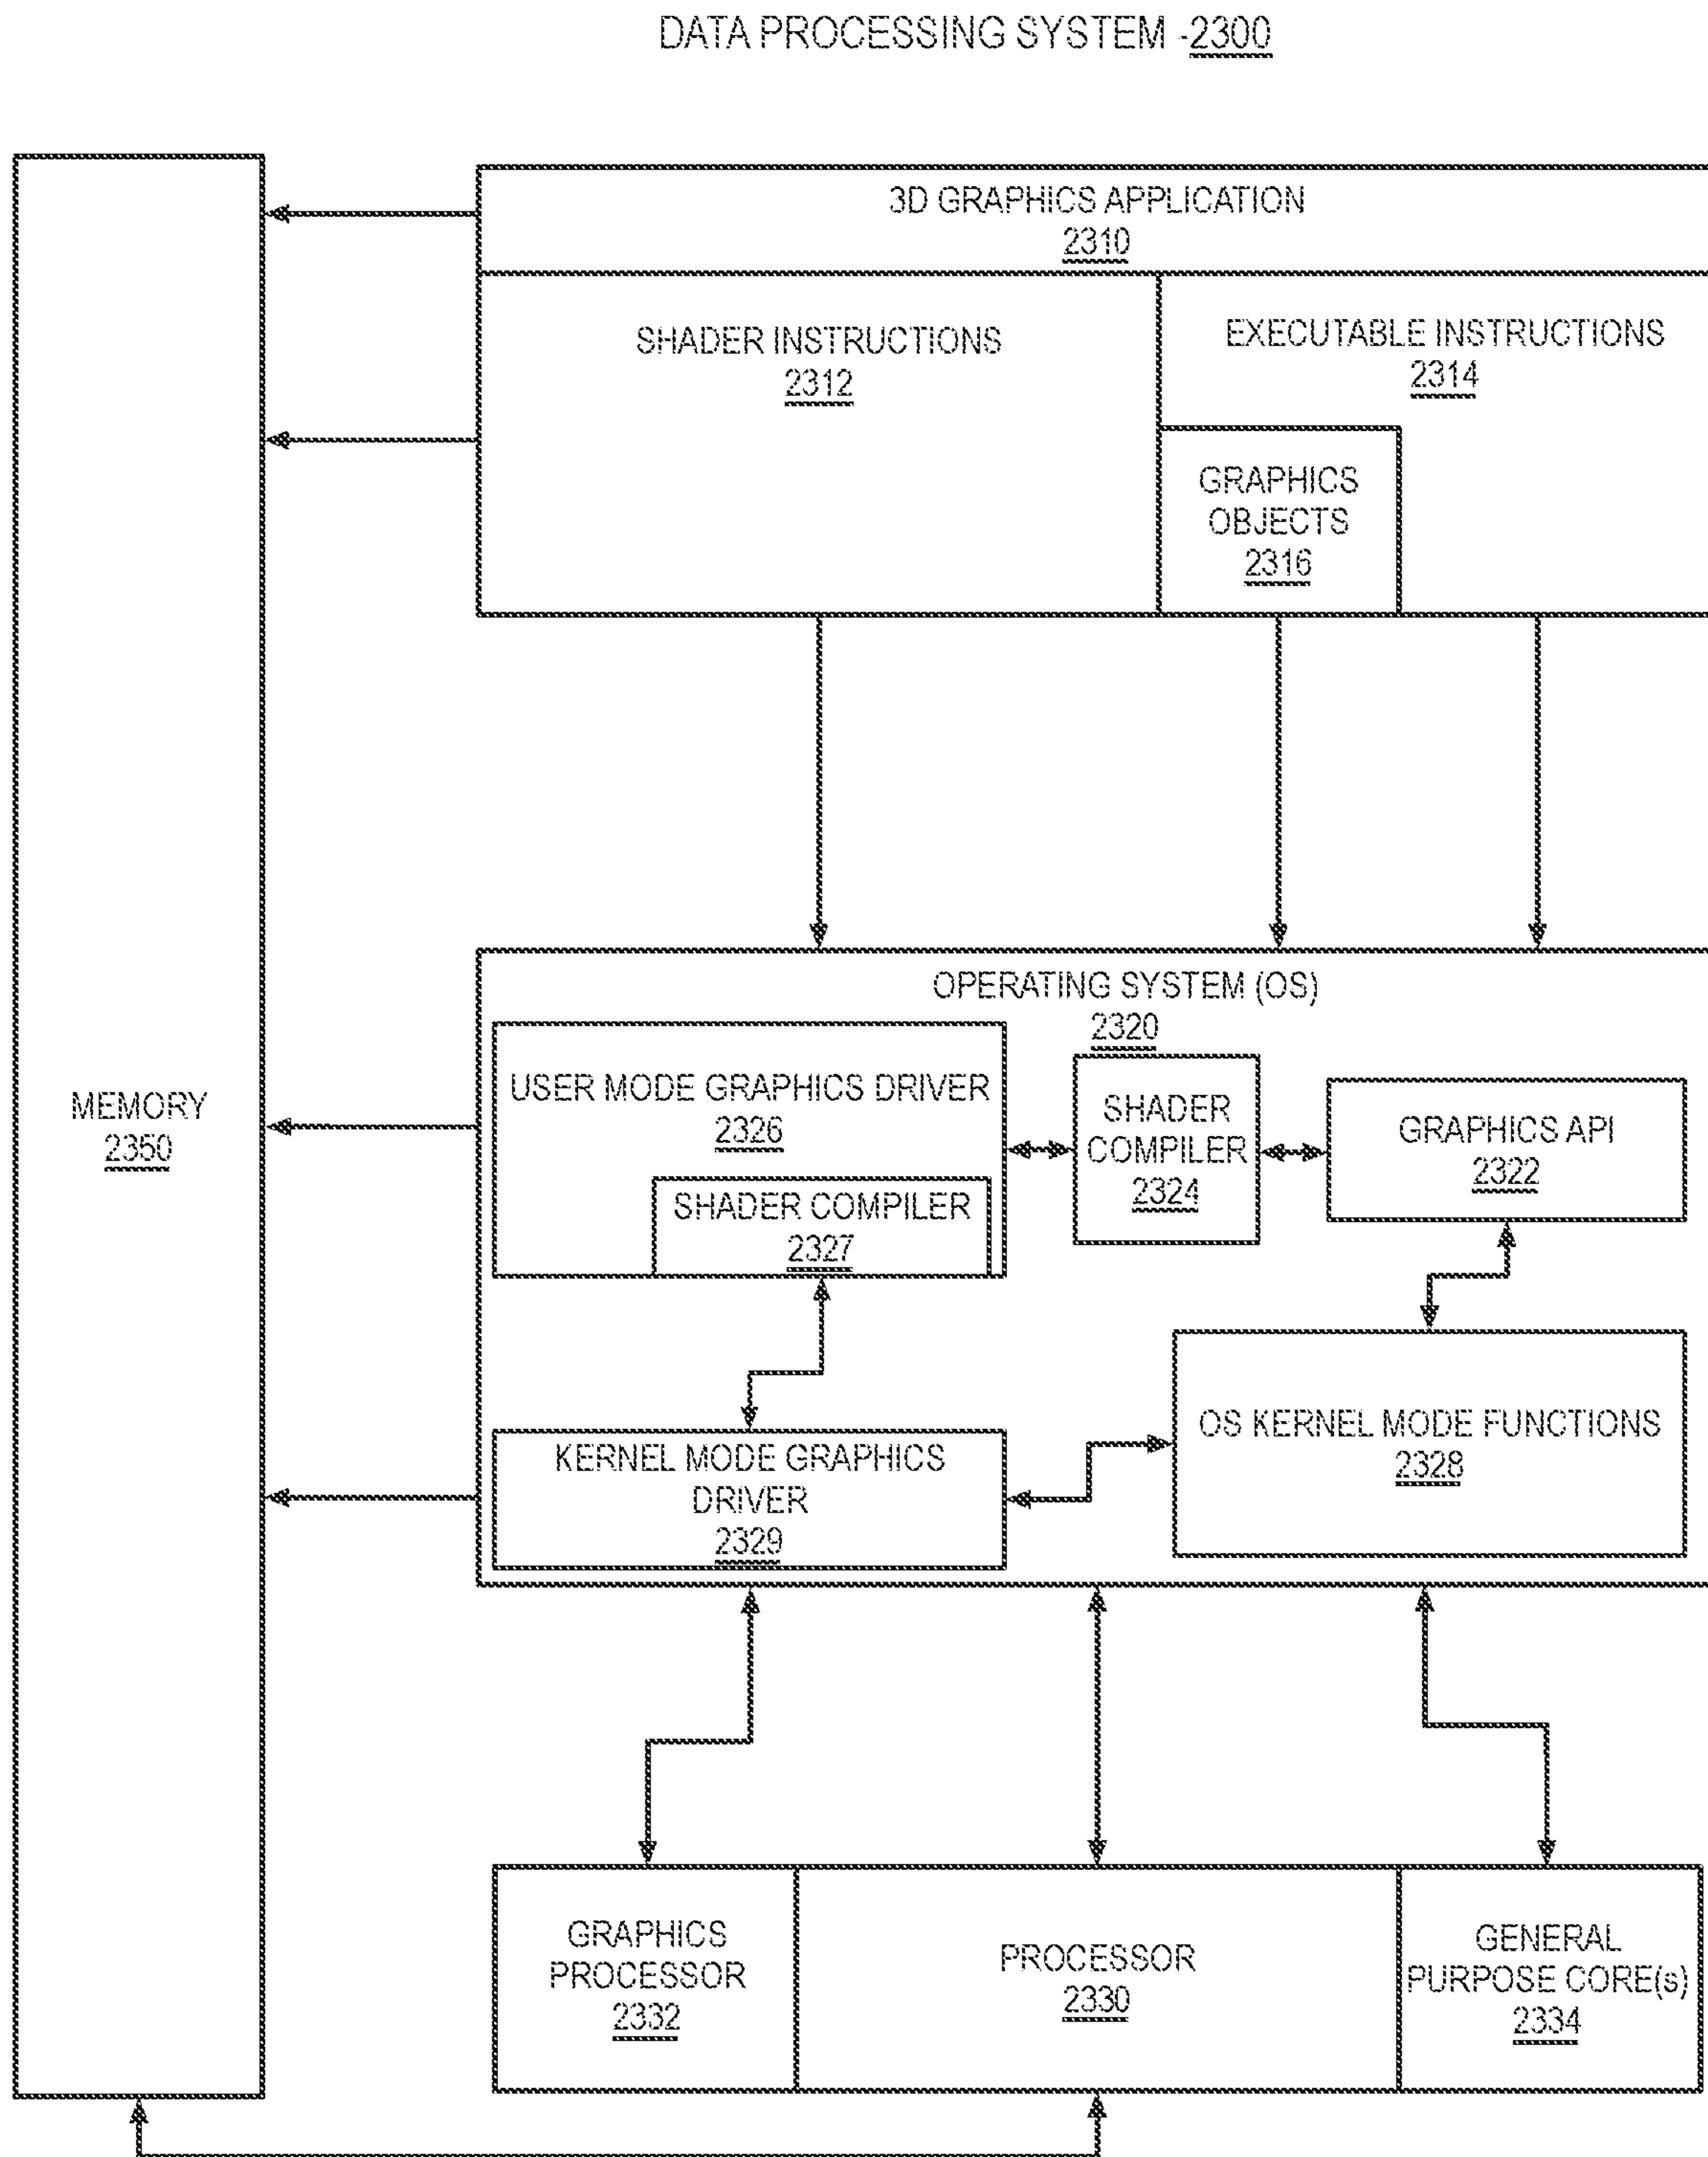 DATA PROCESSING SYSTEM -2300
3D GRAPHICS APPLICATION
2310
SHADER INSTRUCTIONS
2312
EXECUTABLE INSTRUCTIONS
2314
GRAPHICS
OBJECTS
2316
MEMORY
2350
OPERATING SYSTEM (OS)
2320
USER MODE GRAPHICS DRIVER
2326
SHADER COMPILER
2327
SHADER
COMPILER
2324
GRAPHICS API
2322
KERNEL MODE GRAPHICS
DRIVER
2329
OS KERNEL MODE FUNCTIONS
2328
GRAPHICS
PROCESSOR
2332
PROCESSOR
2330
GENERAL
PURPOSE CORE(s)
2334